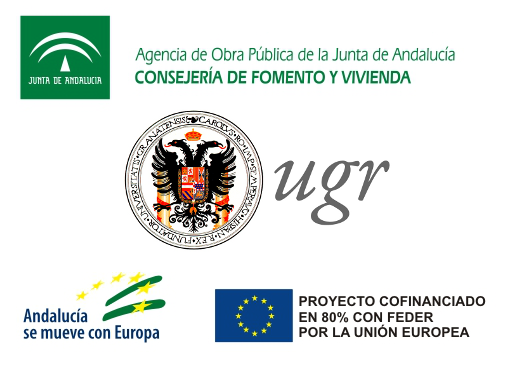 JUNTA DE ANDALUCIA
Agencia de Obra Pública de la Junta de Andalucía
CONSEJERÍA DE FOMENTO Y VIVIENDA
ugr
Andalucía
se mueve con Europa
PROYECTO COFINANCIADO
EN 80% CON FEDER
POR LA UNIÓN EUROPEA